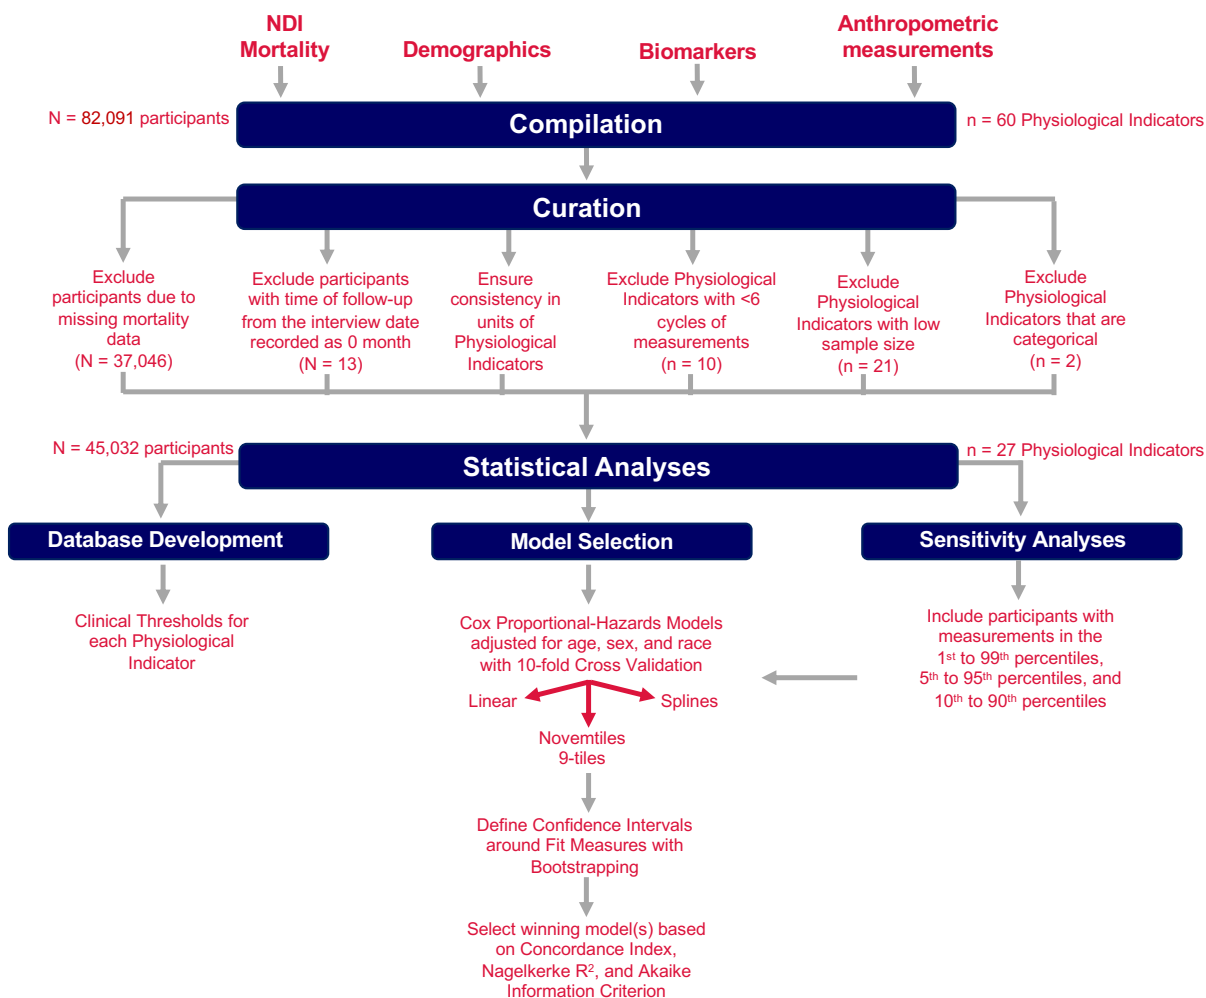 NDI
Mortality
Demographics
Biomarkers
Anthropometric
measurements
N = 82,091 participants
Compilation
n = 60 Physiological Indicators
Curation
Exclude
participants due to
missing mortality
data
(N = 37,046)
Exclude participants
with time of follow-up
from the interview date
recorded as 0 month
(N = 13)
Ensure
consistency in
units of
Physiological
Indicators
Exclude Physiological
Indicators with <6
cycles of
measurements
(n = 10)
Exclude
Physiological
Indicators with low
sample size
(n = 21)
Exclude
Physiological
Indicators that are
categorical
(n = 2)
N = 45,032 participants
Statistical Analyses
n = 27 Physiological Indicators
Database Development
Clinical Thresholds for
each Physiological
Indicator
Model Selection
Cox Proportional-Hazards Models
adjusted for age, sex, and race
with 10-fold Cross Validation
Linear
Splines
Novemtiles
9-tiles
Define Confidence Intervals
around Fit Measures with
Bootstrapping
Select winning model(s) based
on Concordance Index,
Nagelkerke R², and Akaike
Information Criterion
Sensitivity Analyses
Include participants with
measurements in the
1st to 99th percentiles,
5th to 95th percentiles, and
10th to 90th percentiles